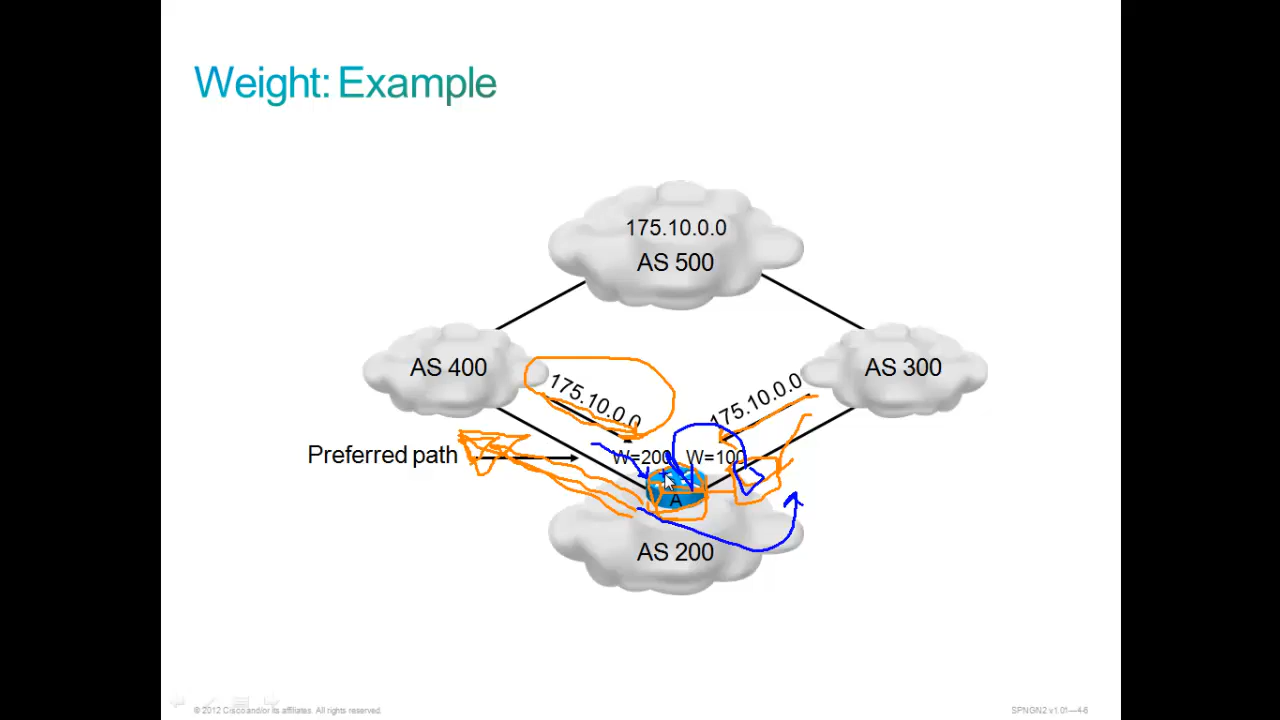 Weight: Example
175.10.0.0
AS 500
AS 400
AS 300
175.10.0.0
175.10.0.0
Preferred path
W=200
W=100
A
AS 200
© 2012 Cisco and/or its affiliates. All rights reserved.
SPNGN2 v1.01—4-6